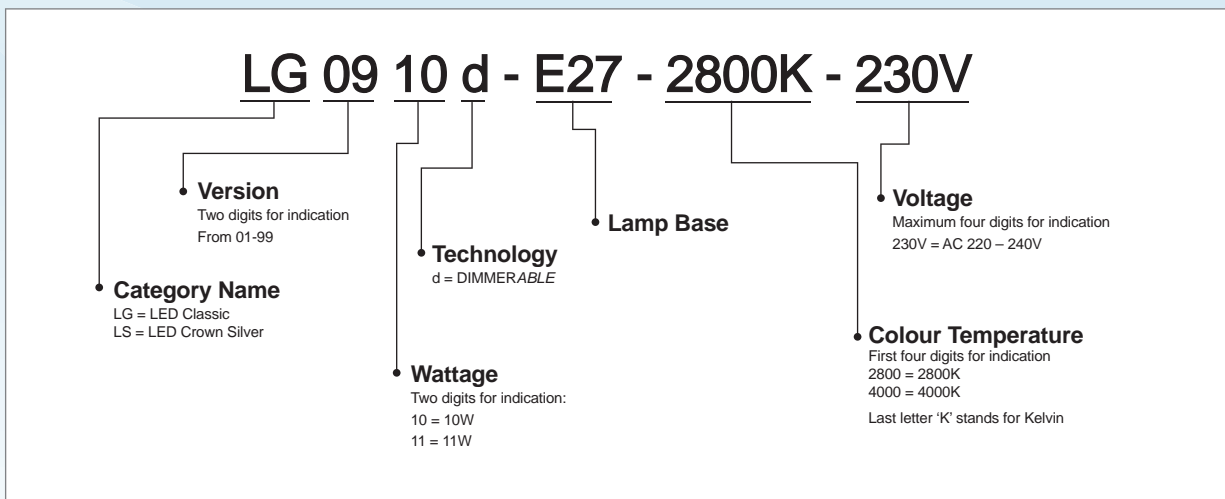 LG 09 10 d - E27 - 2800K - 230V
Version
Two digits for indication
From 01-99
Voltage
Maximum four digits for indication
230V = AC 220 – 240V
Lamp Base
Technology
d = DIMMERABLE
Category Name
LG = LED Classic
LS = LED Crown Silver
Colour Temperature
First four digits for indication
2800 = 2800K
4000 = 4000K
Last letter ‘K’ stands for Kelvin
Wattage
Two digits for indication:
10 = 10W
11 = 11W